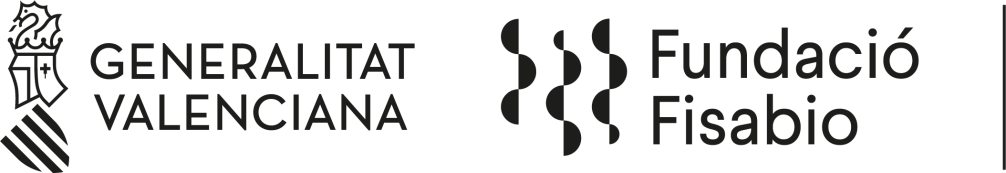 GENERALITAT
VALENCIANA
Fundació
Fisabio